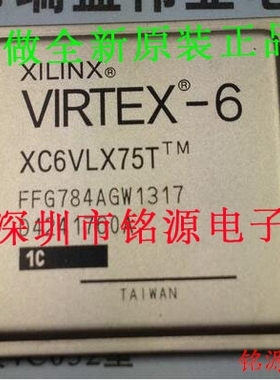 做全新原装正品
XILINX®
VIRTEX®-6
XC6VLX75T™
FFG784AGW1317
深圳市铭源电子
1C
TAIWAN
铭源